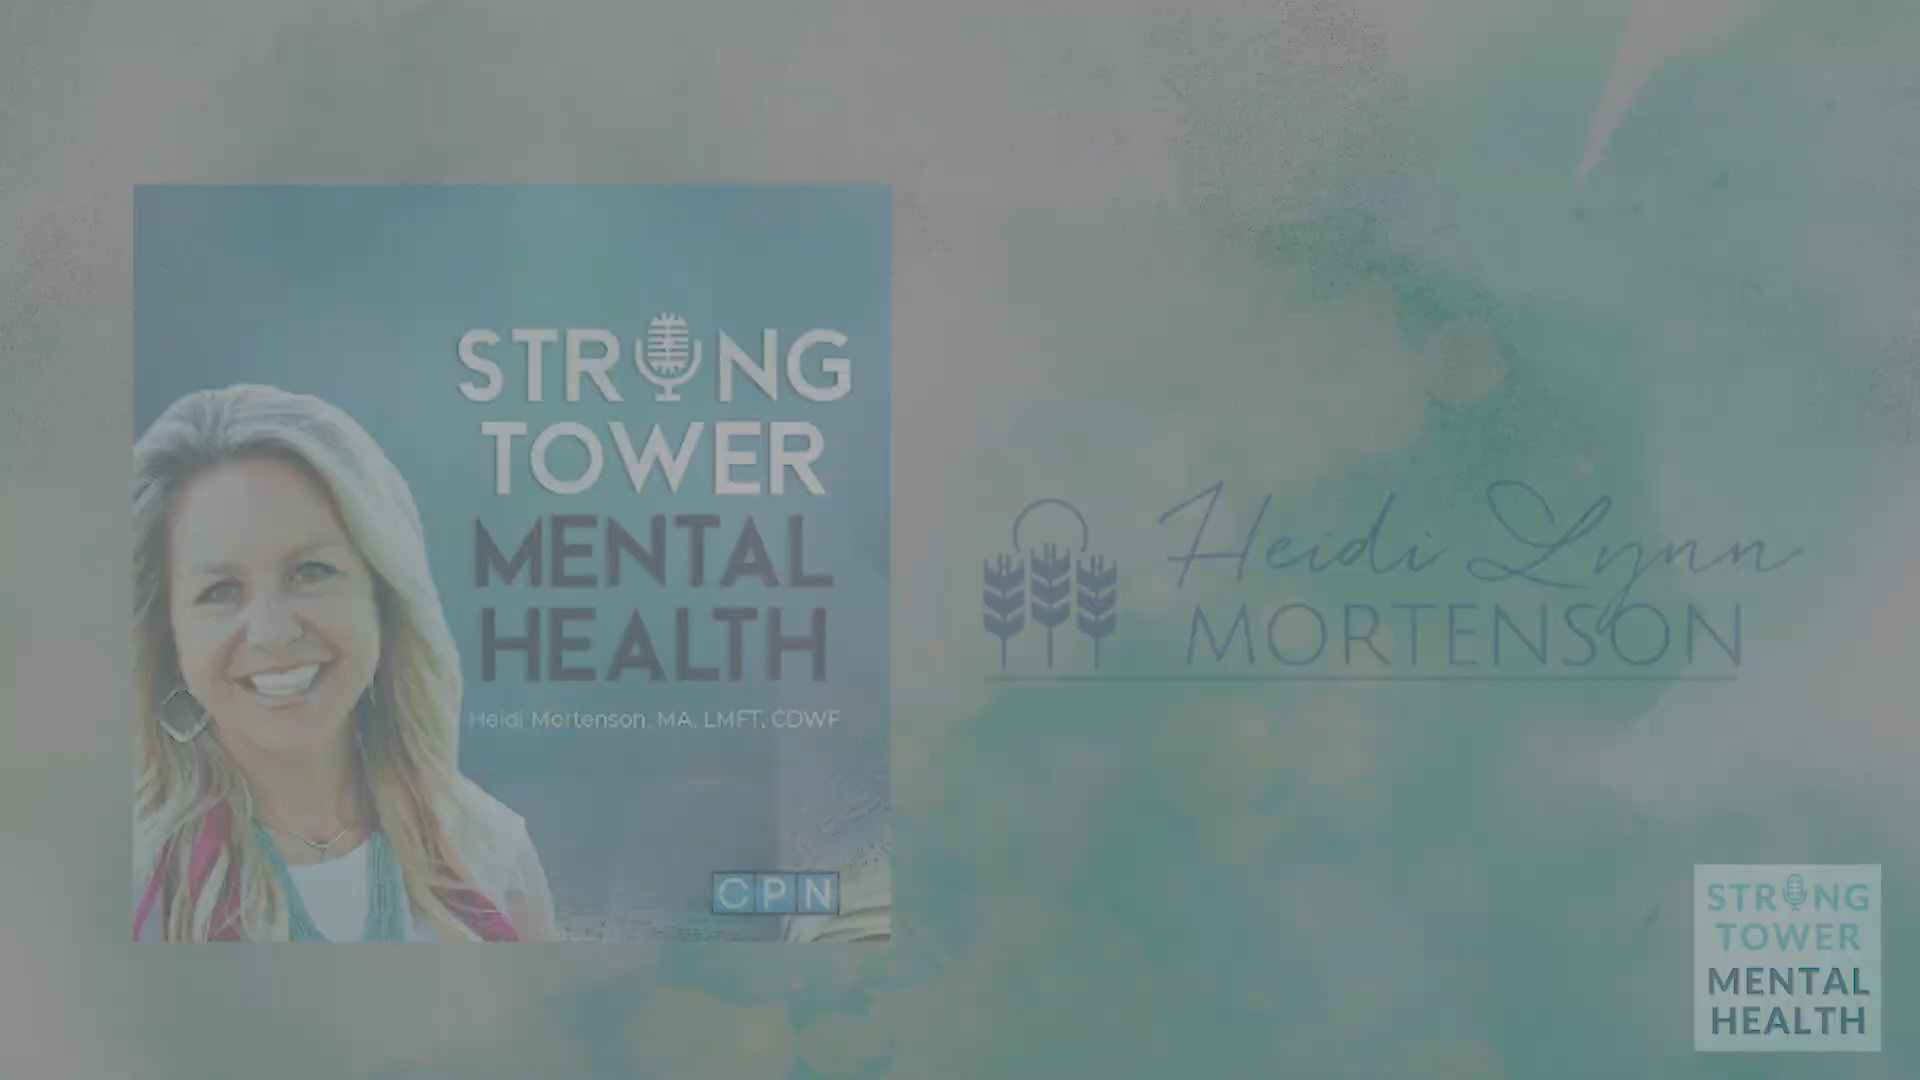 STRONG
TOWER
MENTAL
HEALTH
Heidi Mortenson, MA, LMFT, CDWF
CPN
Heidi Lynn
MORTENSON
STRONG
TOWER
MENTAL
HEALTH